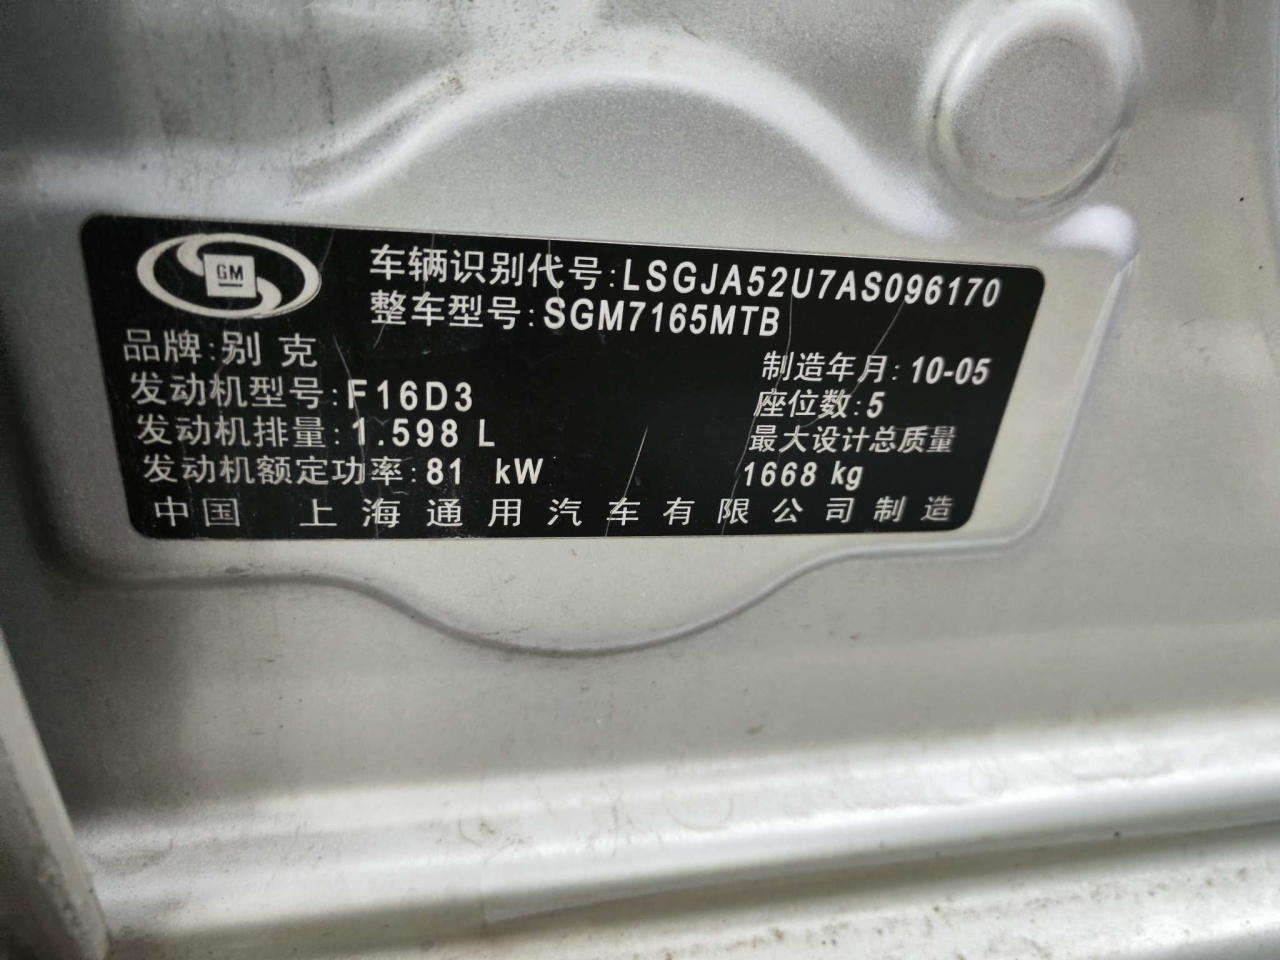 GM
车辆识别代号:LSGJA52U7AS096170
整车型号:SGM7165MTB
品牌:别克
制造年月:10-05
发动机型号:F16D3
座位数:5
发动机排量:1.598 L
最大设计总质量
发动机额定功率:81 kW
1668 kg
中国 上海通用汽车有限公司制造